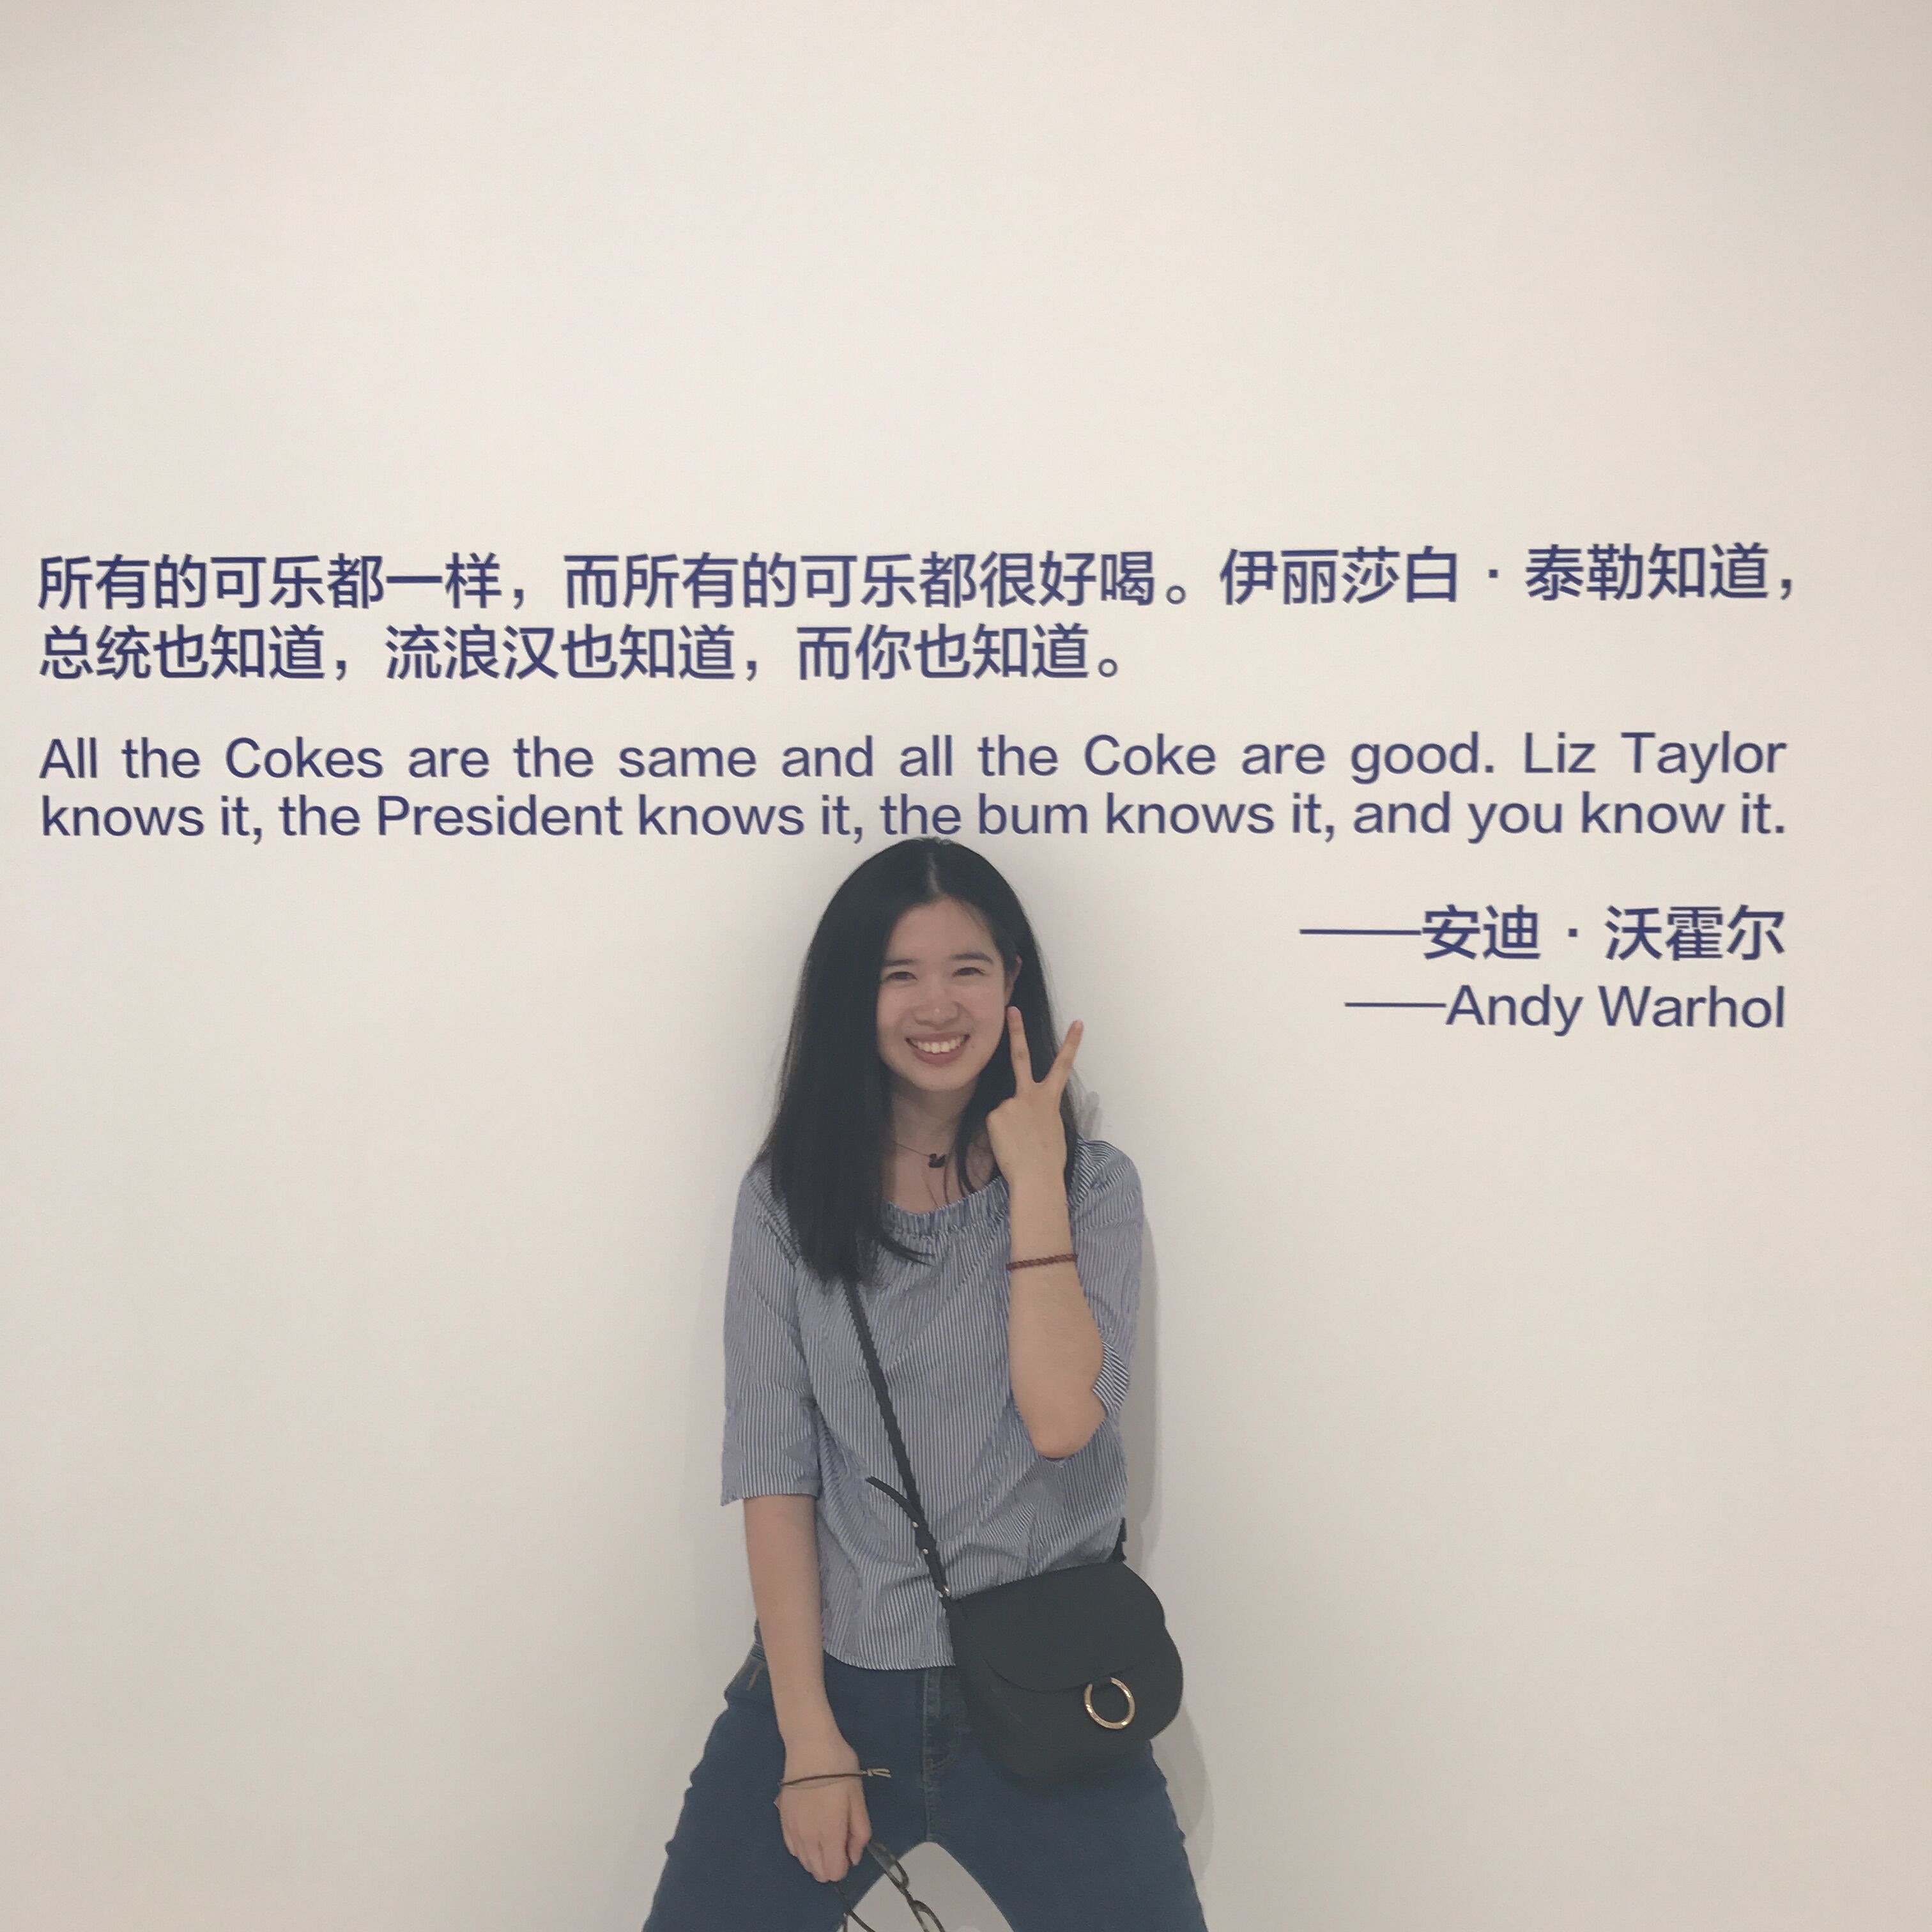 所有的可乐都一样，而所有的可乐都很好喝。伊丽莎白·泰勒知道，
总统也知道，流浪汉也知道，而你也知道。
All the Cokes are the same and all the Coke are good. Liz Taylor
knows it, the President knows it, the bum knows it, and you know it.
——安迪·沃霍尔
——Andy Warhol